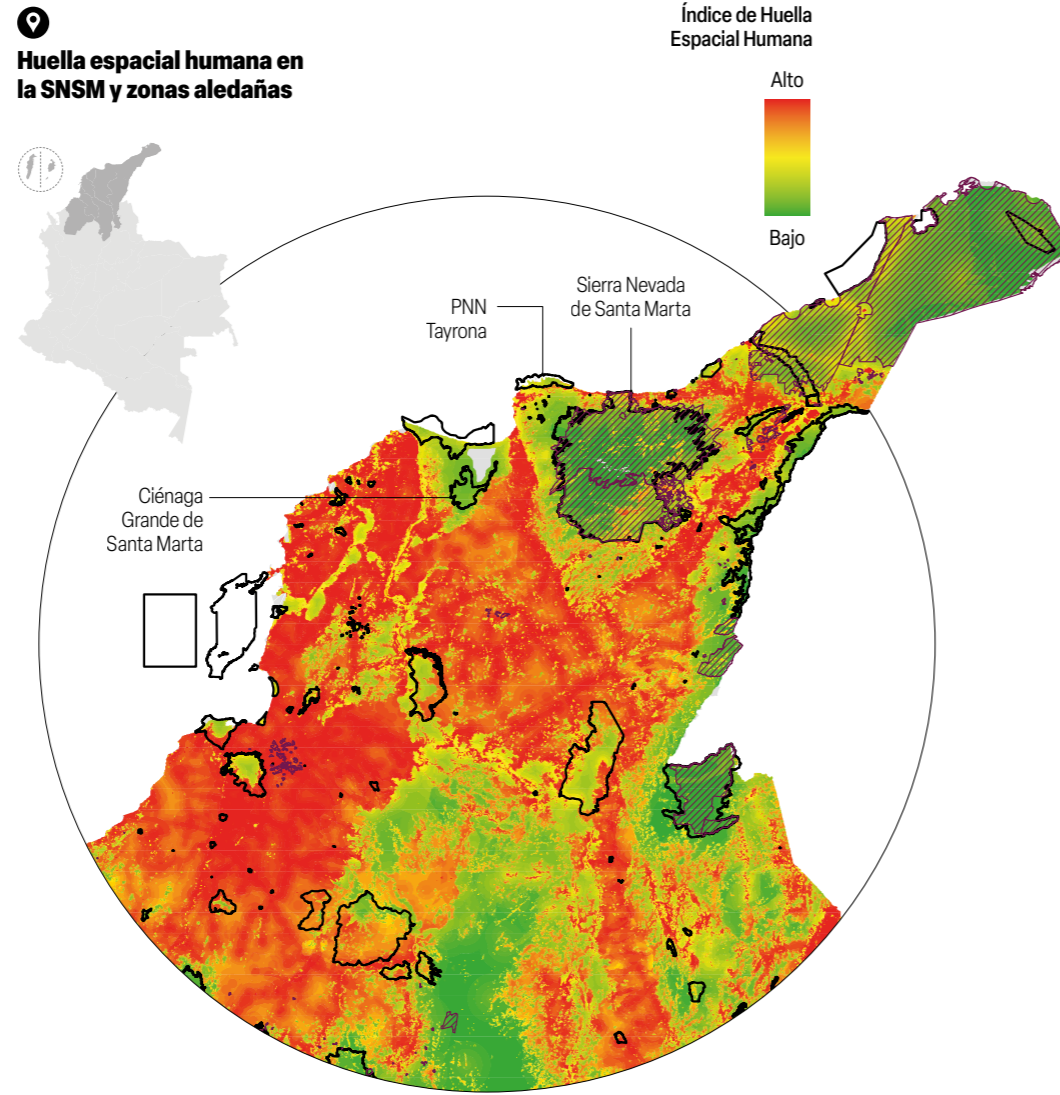 Huella espacial humana en
la SNSM y zonas aledañas
Índice de Huella
Espacial Humana
Alto
Bajo
PNN
Tayrona
Sierra Nevada
de Santa Marta
Ciénaga
Grande de
Santa Marta